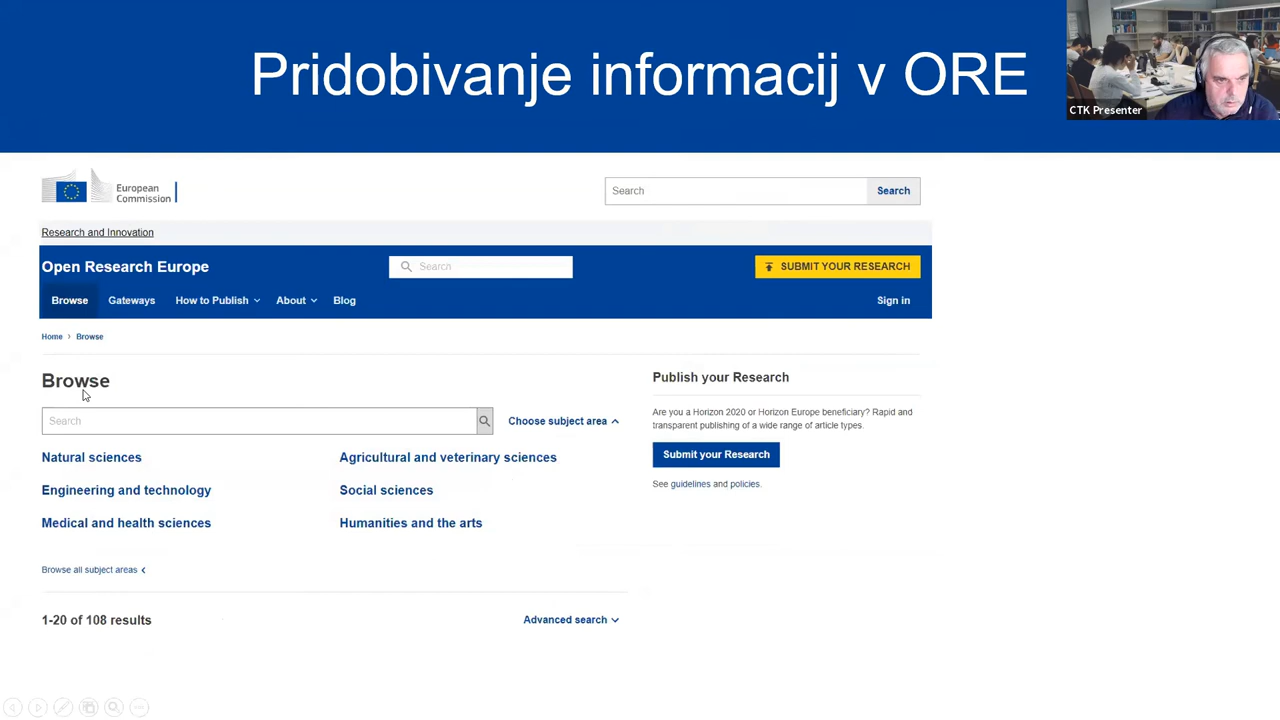 Pridobivanje informacij v ORE
CTK Presenter
European
Commission
Search
Search
Research and Innovation
Open Research Europe
Search
SUBMIT YOUR RESEARCH
Browse
Gateways
How to Publish
About
Blog
Sign in
Home › Browse
Browse
Search
Choose subject area
Natural sciences
Agricultural and veterinary sciences
Engineering and technology
Social sciences
Medical and health sciences
Humanities and the arts
Browse all subject areas
1-20 of 108 results
Advanced search
Publish your Research
Are you a Horizon 2020 or Horizon Europe beneficiary? Rapid and
transparent publishing of a wide range of article types.
Submit your Research
See guidelines and policies.